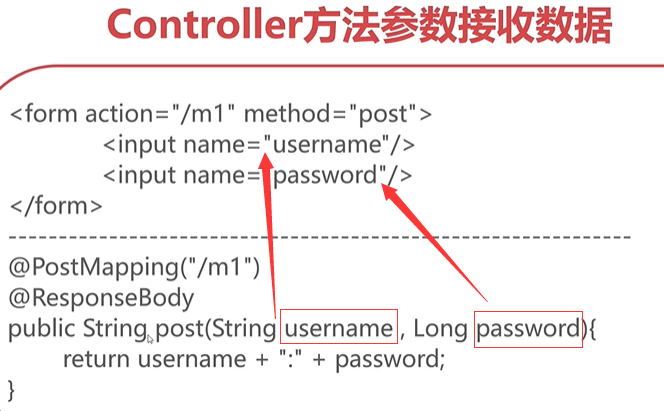 Controller方法参数接收数据
<form action="/m1" method="post">
<input name="username"/>
<input name="password"/>
</form>
------------------------------------------------------------
@PostMapping("/m1")
@ResponseBody
public String post(String username , Long password){
return username + ":" + password;
}